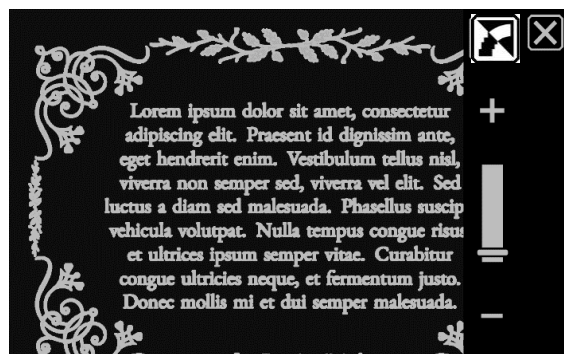 Lorem ipsum dolor sit amet, consectetur
adipiscing elit. Praesent id dignissim ante,
eget hendrerit enim. Vestibulum tellus nisl,
viverra non semper sed, viverra vel elit. Sed
luctus a diam sed malesuada. Phasellus suscip
vehicula volutpat. Nulla tempus congue risus
et ultrices ipsum semper vitae. Curabitur
congue ultricies neque, et fermentum justo.
Donec mollis mi et dui semper malesuada.